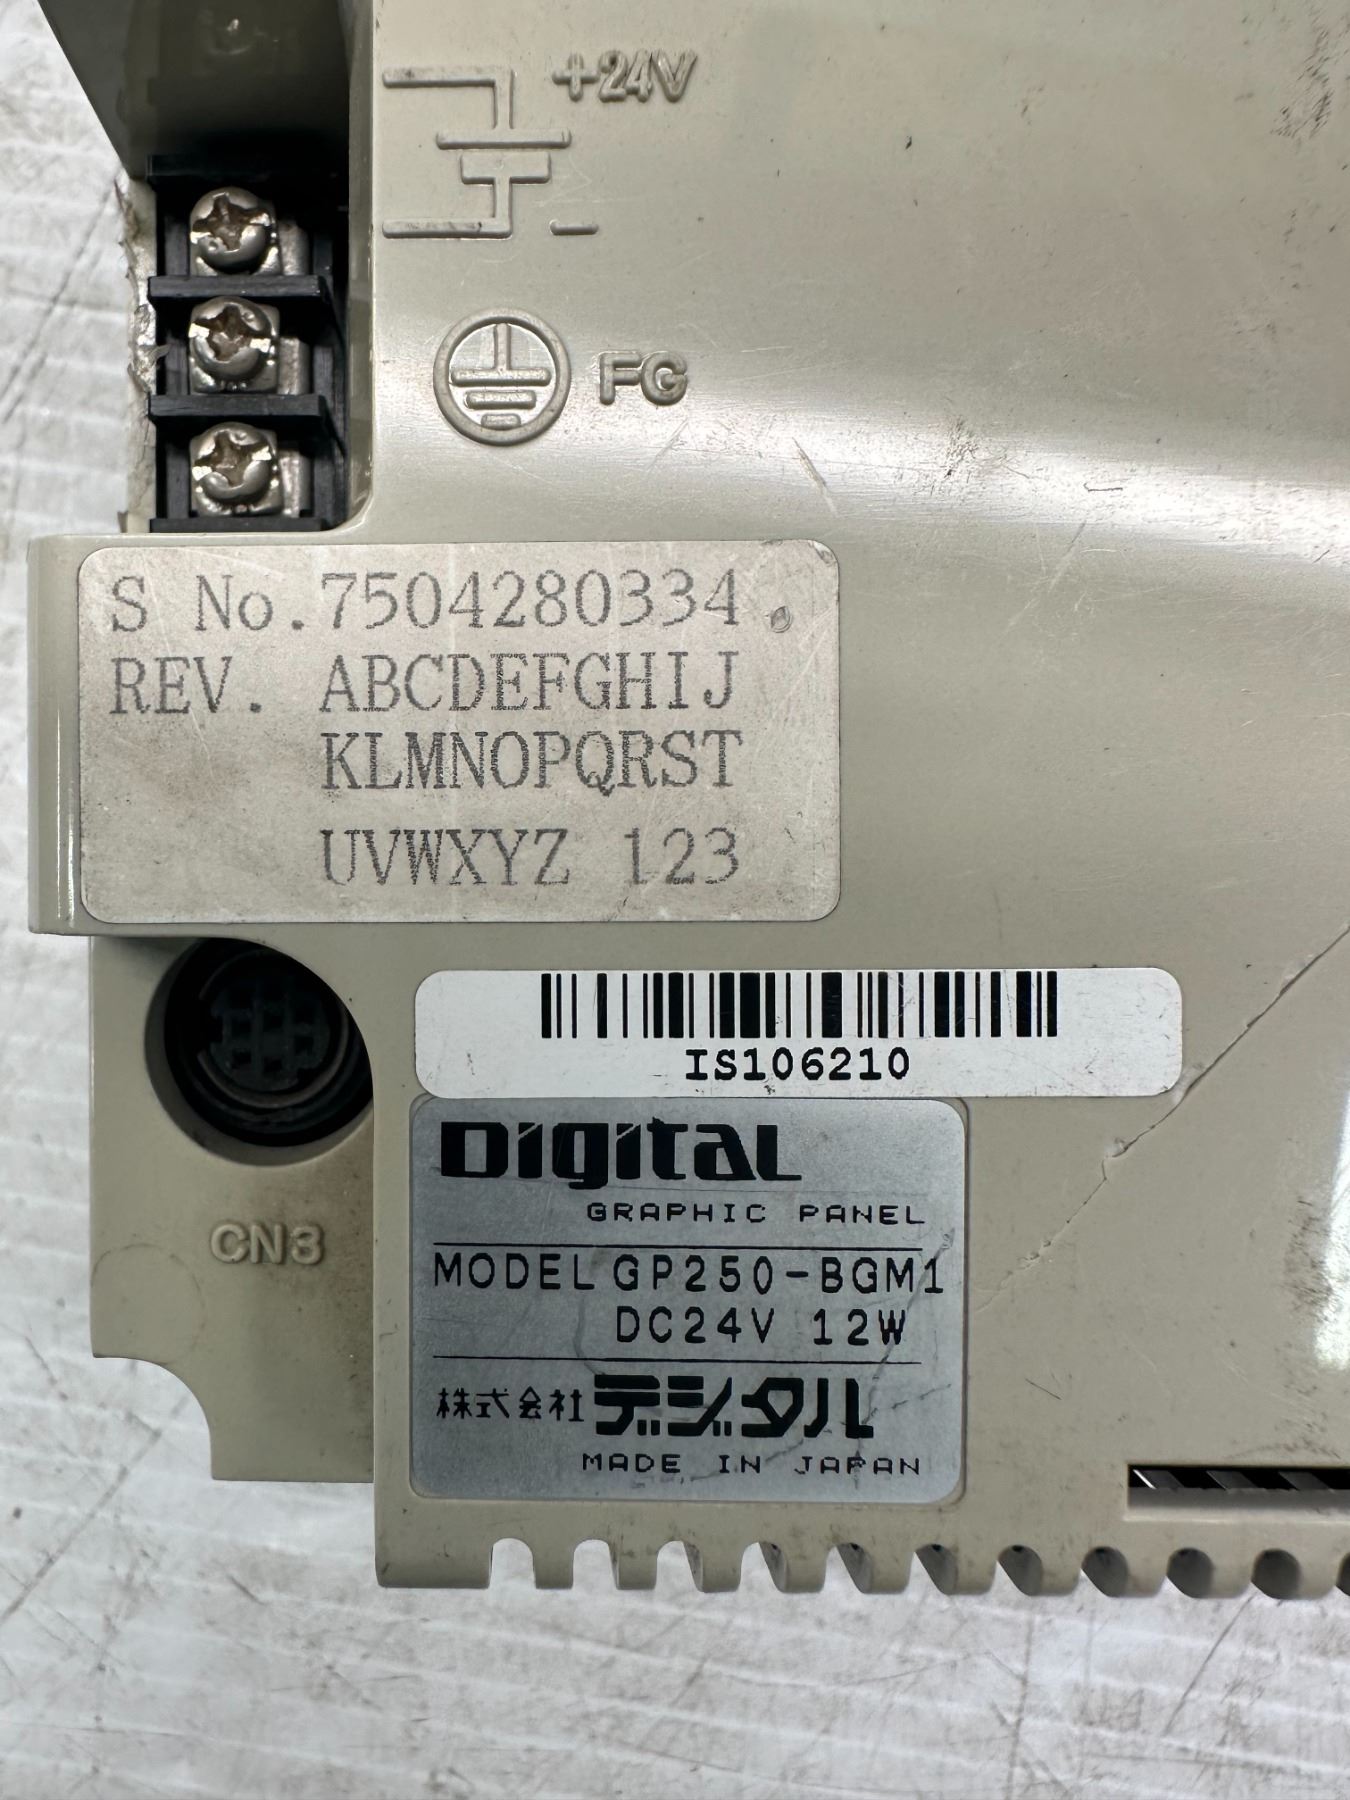 +24V
-
FG
S No.7504280334.
REV. ABCDEFGHIJ
KLMNOPQRST
UVWXYZ 123
IS106210
Digital
GRAPHIC PANEL
MODEL GP250-BGM1
DC24V 12W
株式会社デジタル
MADE IN JAPAN
CN3